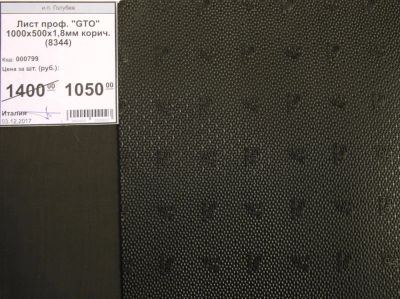 и.п. Голубев
Лист проф. "GTO"
1000х500х1,8мм корич.
(8344)
Код: 000799
Цена за шт. (руб.):
1400 00 1050 00
Италия
03.12.2017